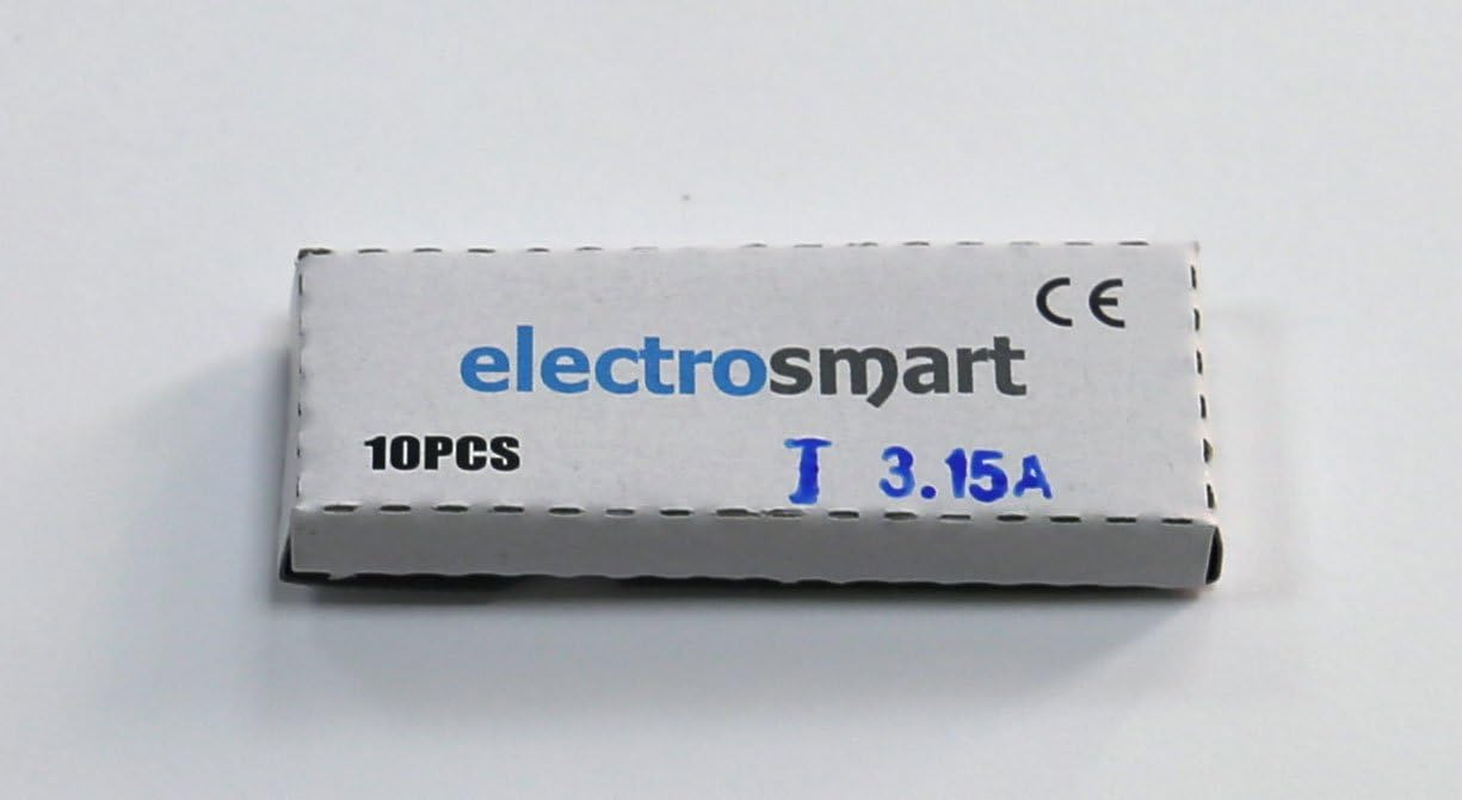 CE
electrosmart
10PCS
T 3.15A